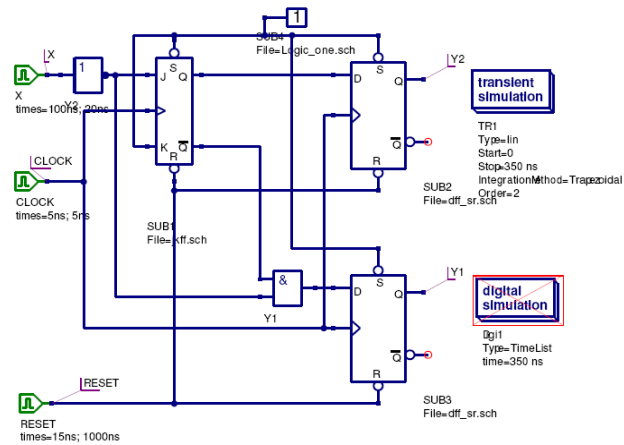 1
SUB4
File=Logic_one.sch
X
1
X
times=100ns; 20ns
Y2
S
J
Q
K
Q
R
S
D
Q
Q
R
Y2
SUB2
File=dff_sr.sch
transient
simulation
TR1
Type=lin
Start=0
Stop=350 ns
IntegrationMethod=Trapezoidal
Order=2
CLOCK
CLOCK
times=5ns; 5ns
SUB1
File=jkff.sch
&
Y1
S
D
Q
Q
R
Y1
SUB3
File=dff_sr.sch
digital
simulation
Digi1
Type=TimeList
time=350 ns
RESET
RESET
times=15ns; 1000ns